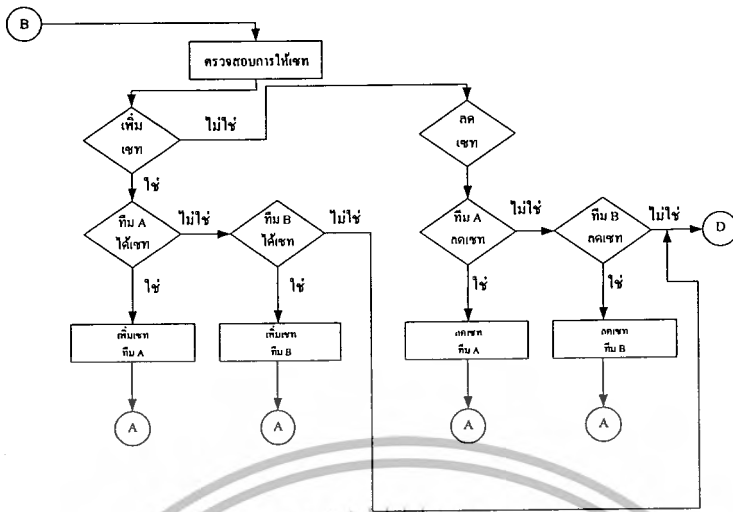 B
ตรวจสอบการให้เซท
เพิ่ม
เซท
ไม่ใช่
ลด
เซท
ใช่
ทีม A
ได้เซท
ไม่ใช่
ทีม B
ได้เซท
ไม่ใช่
ทีม A
ลดเซท
ไม่ใช่
ทีม B
ลดเซท
ไม่ใช่
D
ใช่
ใช่
ใช่
ใช่
เพิ่มเซท
ทีม A
เพิ่มเซท
ทีม B
ลดเซท
ทีม A
ลดเซท
ทีม B
A
A
A
A